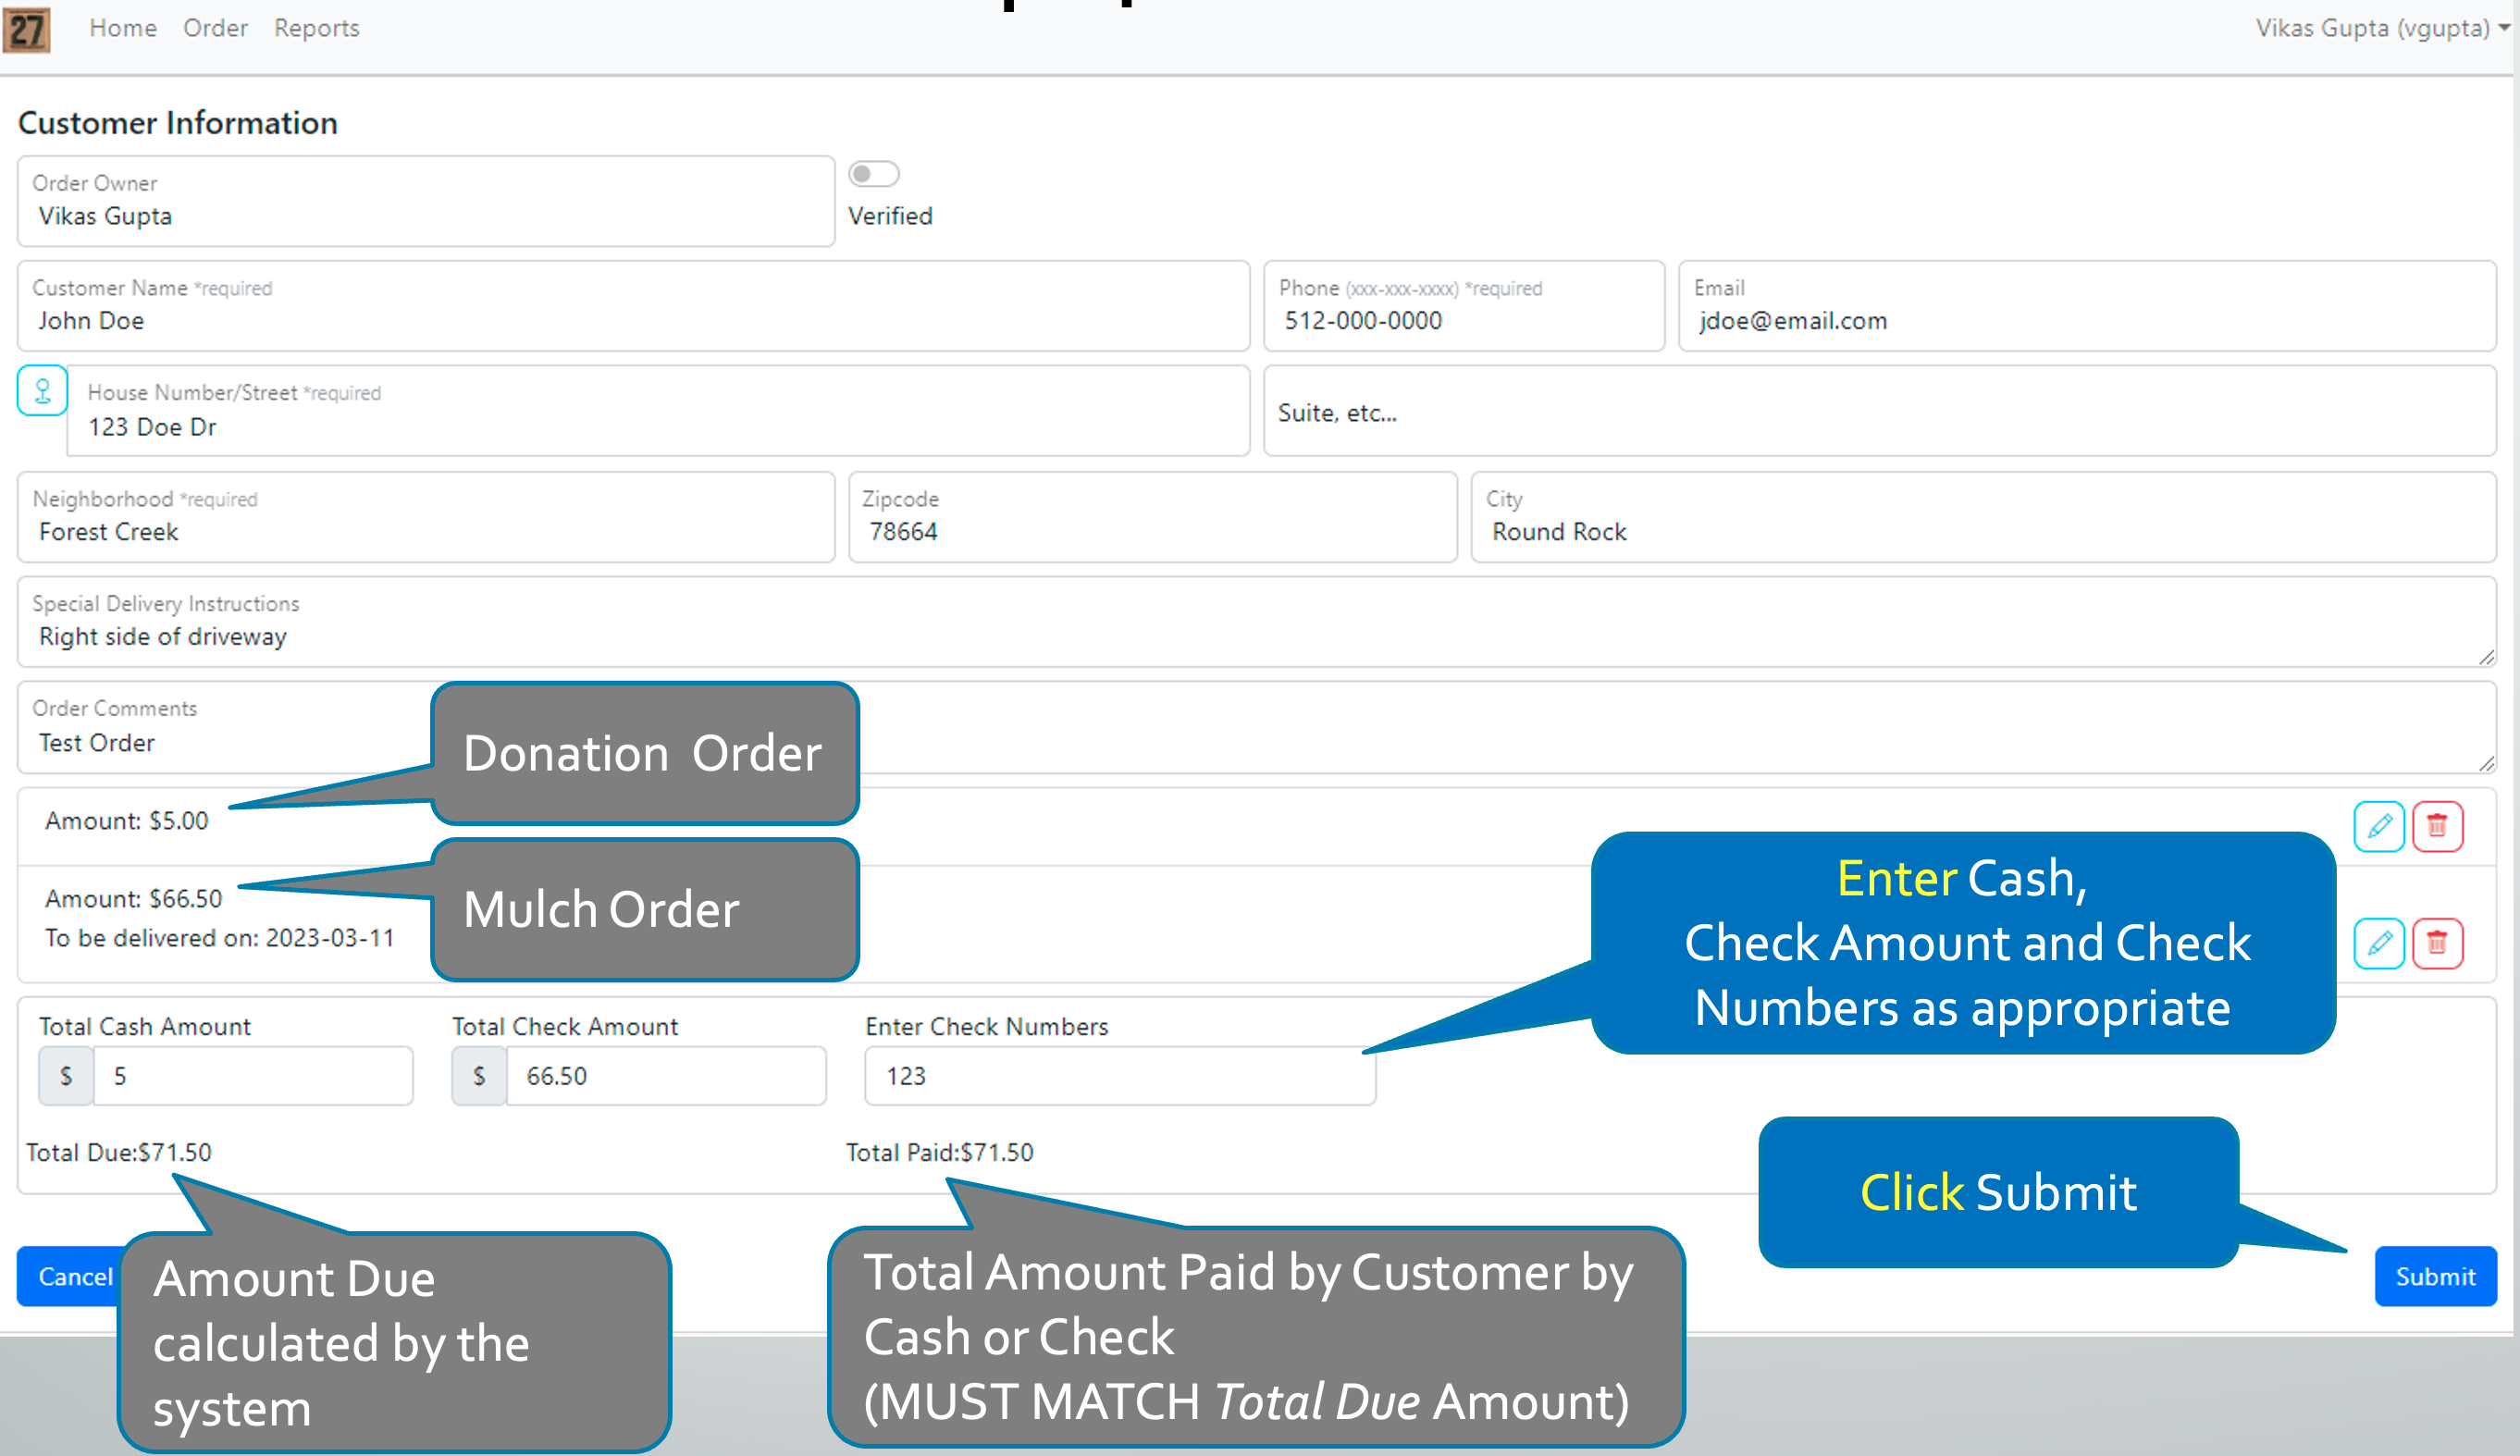 27 Home Order Reports Vikas Gupta (vgupta)
Customer Information
Order Owner
Vikas Gupta
Verified
Customer Name *required
John Doe
Phone (xxx-xxx-xxxx) *required
512-000-0000
Email
jdoe@email.com
House Number/Street *required
123 Doe Dr
Suite, etc...
Neighborhood *required
Forest Creek
Zipcode
78664
City
Round Rock
Special Delivery Instructions
Right side of driveway
Order Comments
Test Order
Donation Order
Amount: $5.00
Mulch Order
Amount: $66.50
To be delivered on: 2023-03-11
Enter Cash,
Check Amount and Check
Numbers as appropriate
Total Cash Amount
$ 5
Total Check Amount
$ 66.50
Enter Check Numbers
123
Total Due:$71.50
Total Paid:$71.50
Click Submit
Cancel
Amount Due
calculated by the
system
Total Amount Paid by Customer by
Cash or Check
(MUST MATCH Total Due Amount)
Submit